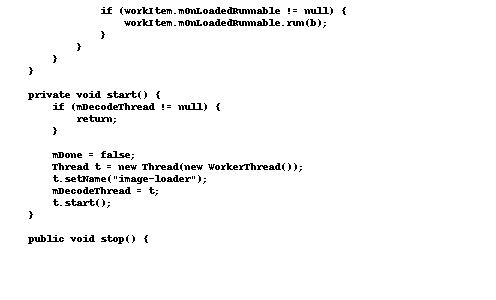 if (workItem.mOnLoadedRunnable != null) {
workItem.mOnLoadedRunnable.run(b);
}
}
}
}
private void start() {
if (mDecodeThread != null) {
return;
}
mDone = false;
Thread t = new Thread(new WorkerThread());
t.setName("image-loader");
mDecodeThread = t;
t.start();
}
public void stop() {